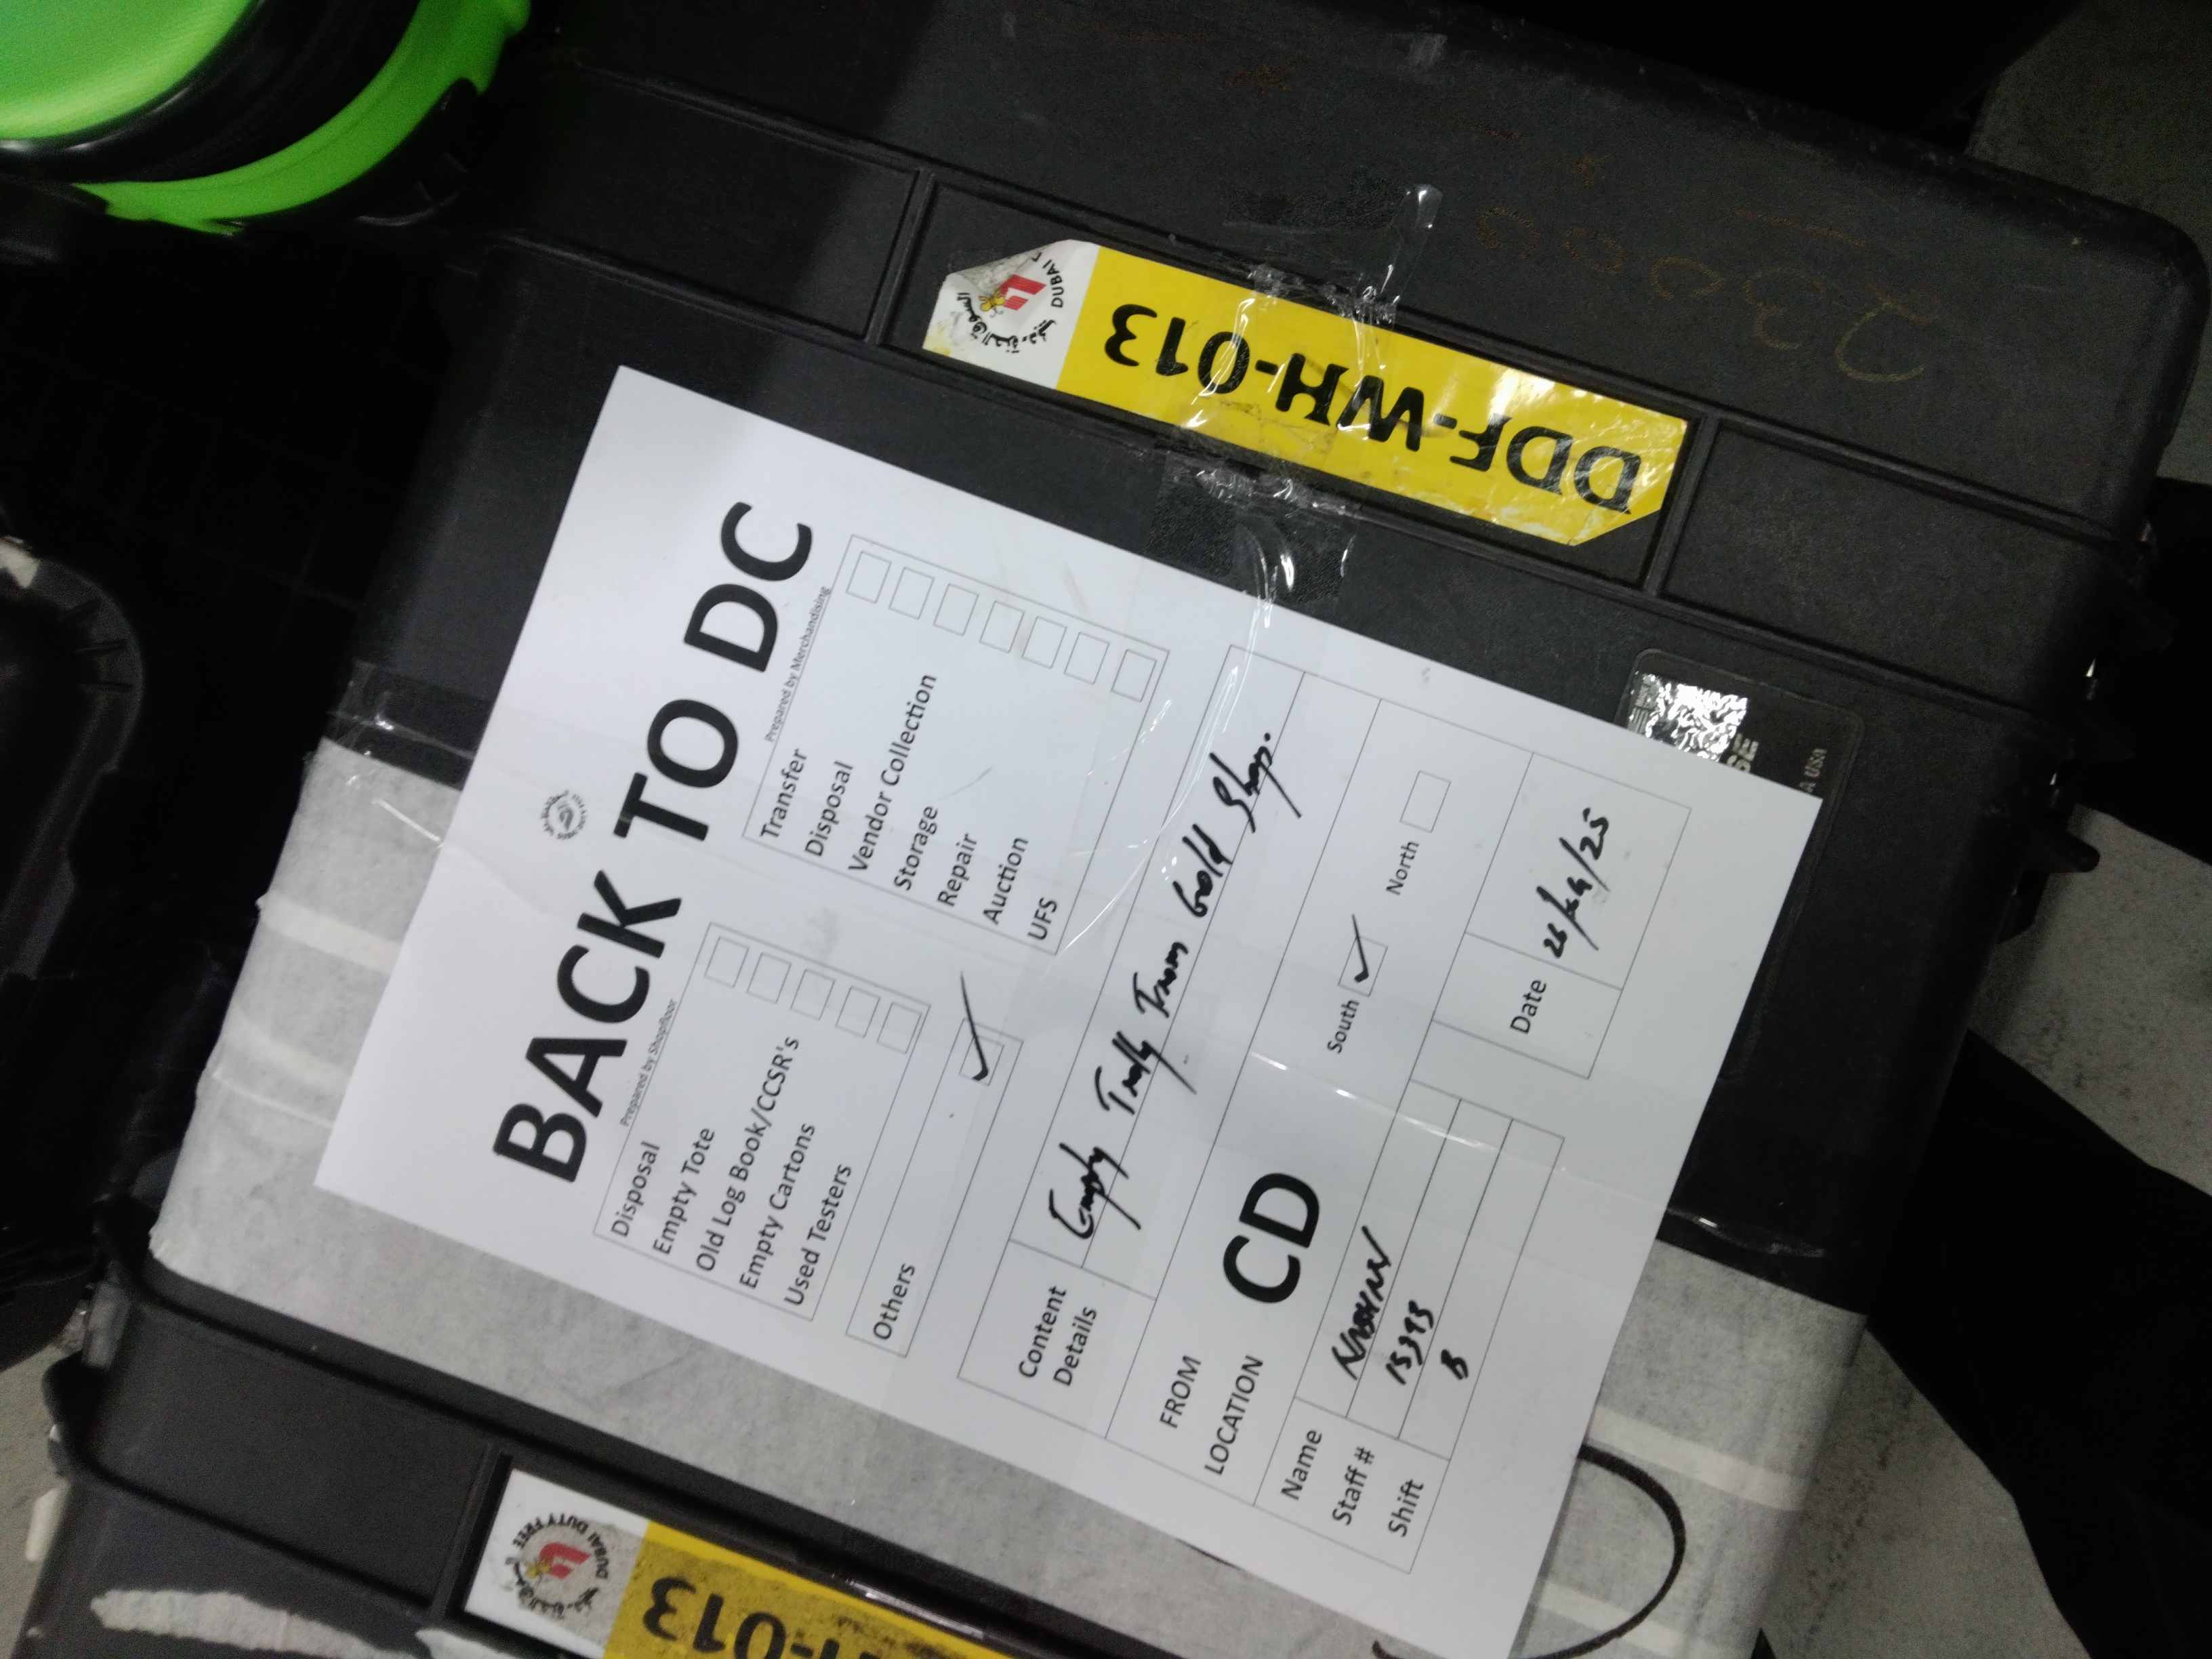 DDF-WH-013
BACK TO DC
Prepared by Shopfloor
Disposal
Empty Tote
Old Log Book/CCSR's
Empty Cartons
Used Testers
Others
Prepared by Merchandising
Transfer
Disposal
Vendor Collection
Storage
Repair
Auction
UFS
Content Details
Empty Trolly From Gold Shop.
FROM LOCATION
CD
South
North
Name
Staff #
15393
Shift
B
Date
DUBAI DUTY FREE
H-013
A USA